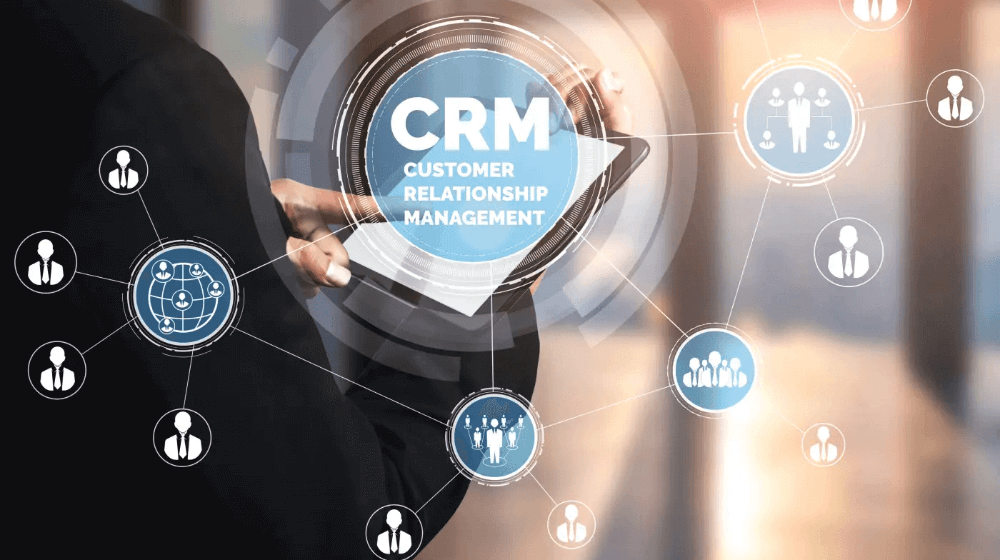 CRM
CUSTOMER
RELATIONSHIP
MANAGEMENT